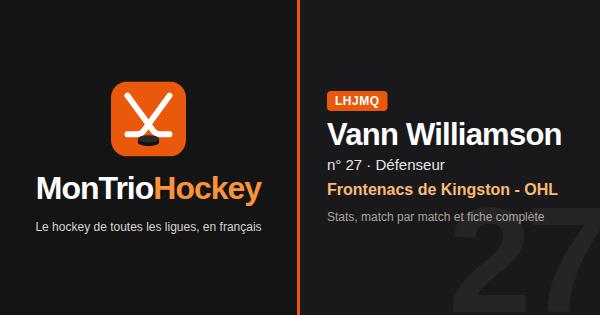 MonTrioHockey
Le hockey de toutes les ligues, en français
LHJMQ
Vann Williamson
n° 27 · Défenseur
Frontenacs de Kingston - OHL
Stats, match par match et fiche complète
27